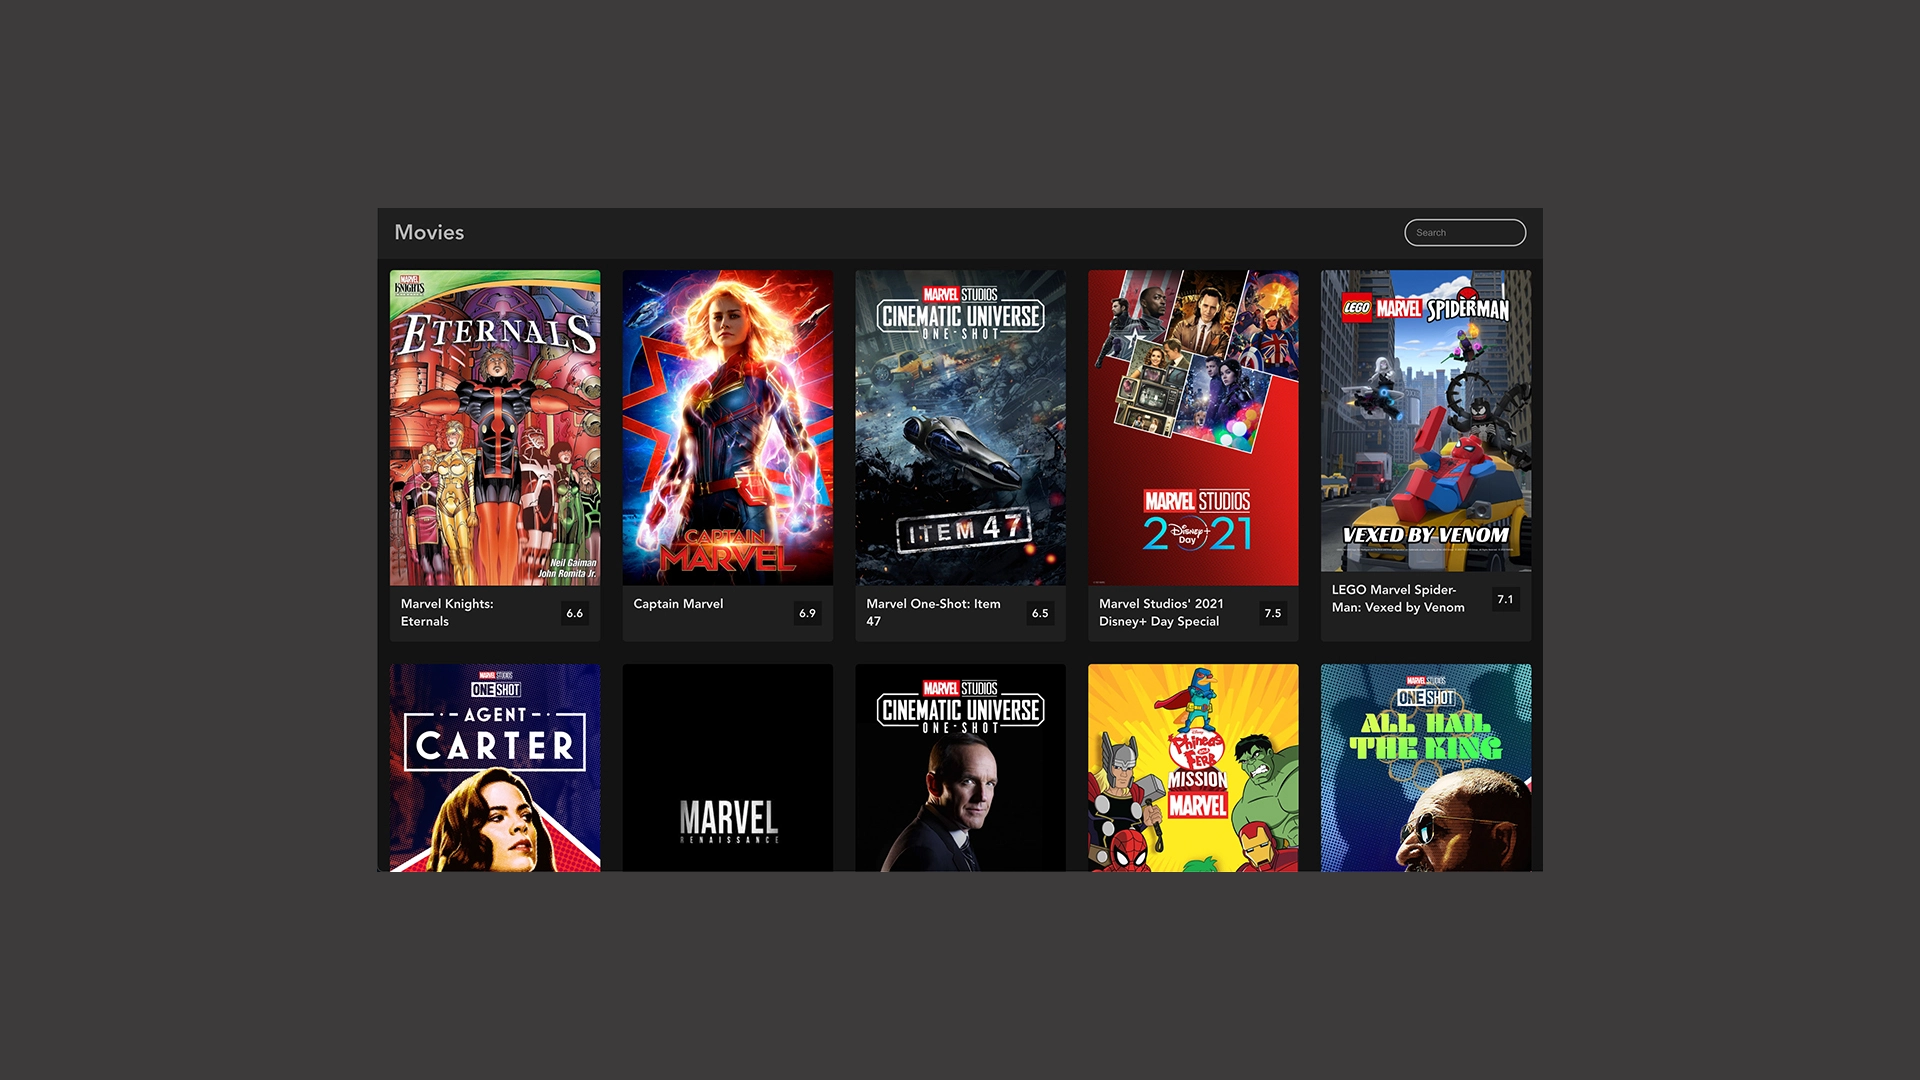 Movies
Search
MARVEL
KNIGHTS
ETERNALS
Neil Gaiman
John Romita Jr.
Marvel Knights:
Eternals
6.6
CAPTAIN
MARVEL
Captain Marvel
6.9
MARVEL STUDIOS
CINEMATIC UNIVERSE
ONE-SHOT
ITEM 47
Marvel One-Shot: Item
47
6.5
MARVEL STUDIOS
2021
Disney+
Day
Marvel Studios' 2021
Disney+ Day Special
7.5
LEGO MARVEL SPIDER-MAN
VEXED BY VENOM
LEGO Marvel Spider-
Man: Vexed by Venom
7.1
MARVEL STUDIOS
ONE SHOT
AGENT
CARTER
MARVEL
RENAISSANCE
MARVEL STUDIOS
CINEMATIC UNIVERSE
ONE-SHOT
Disney
Phineas
and
FERB
MISSION
MARVEL
MARVEL STUDIOS
ONE SHOT
ALL HAIL
THE KING